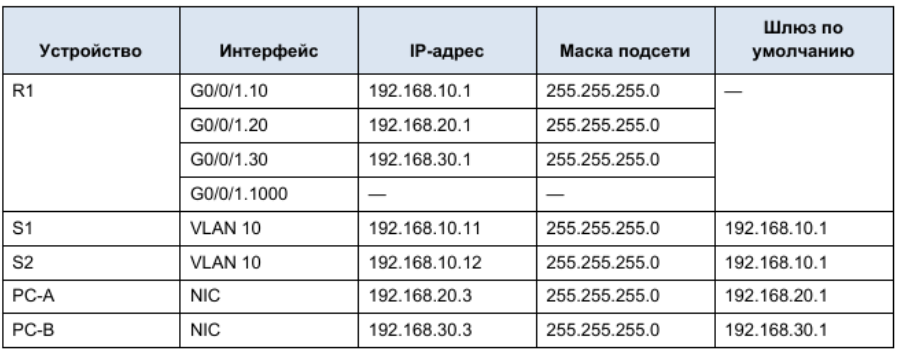 Устройство Интерфейс IP-адрес Маска подсети Шлюз по умолчанию
R1 G0/0/1.10 192.168.10.1 255.255.255.0 —
G0/0/1.20 192.168.20.1 255.255.255.0
G0/0/1.30 192.168.30.1 255.255.255.0
G0/0/1.1000 — —
S1 VLAN 10 192.168.10.11 255.255.255.0 192.168.10.1
S2 VLAN 10 192.168.10.12 255.255.255.0 192.168.10.1
PC-A NIC 192.168.20.3 255.255.255.0 192.168.20.1
PC-B NIC 192.168.30.3 255.255.255.0 192.168.30.1